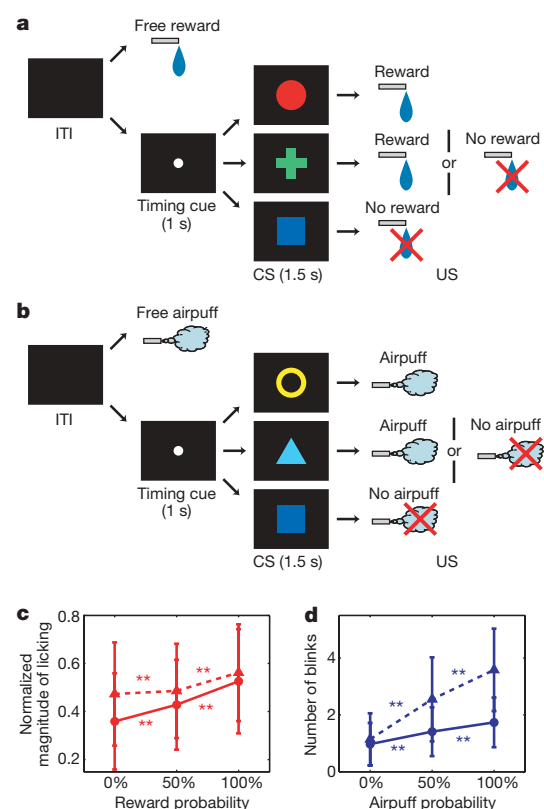 a
Free reward
ITI
Timing cue
(1 s)
Reward
Reward
or
No reward
No reward
CS (1.5 s)
US
b
Free airpuff
ITI
Timing cue
(1 s)
Airpuff
Airpuff
or
No airpuff
No airpuff
CS (1.5 s)
US
c
Normalized
magnitude of licking
0.8
0.6
0.4
0.2
**
**
**
**
0%
50%
100%
Reward probability
d
Number of blinks
4
2
0
**
**
**
**
0%
50%
100%
Airpuff probability